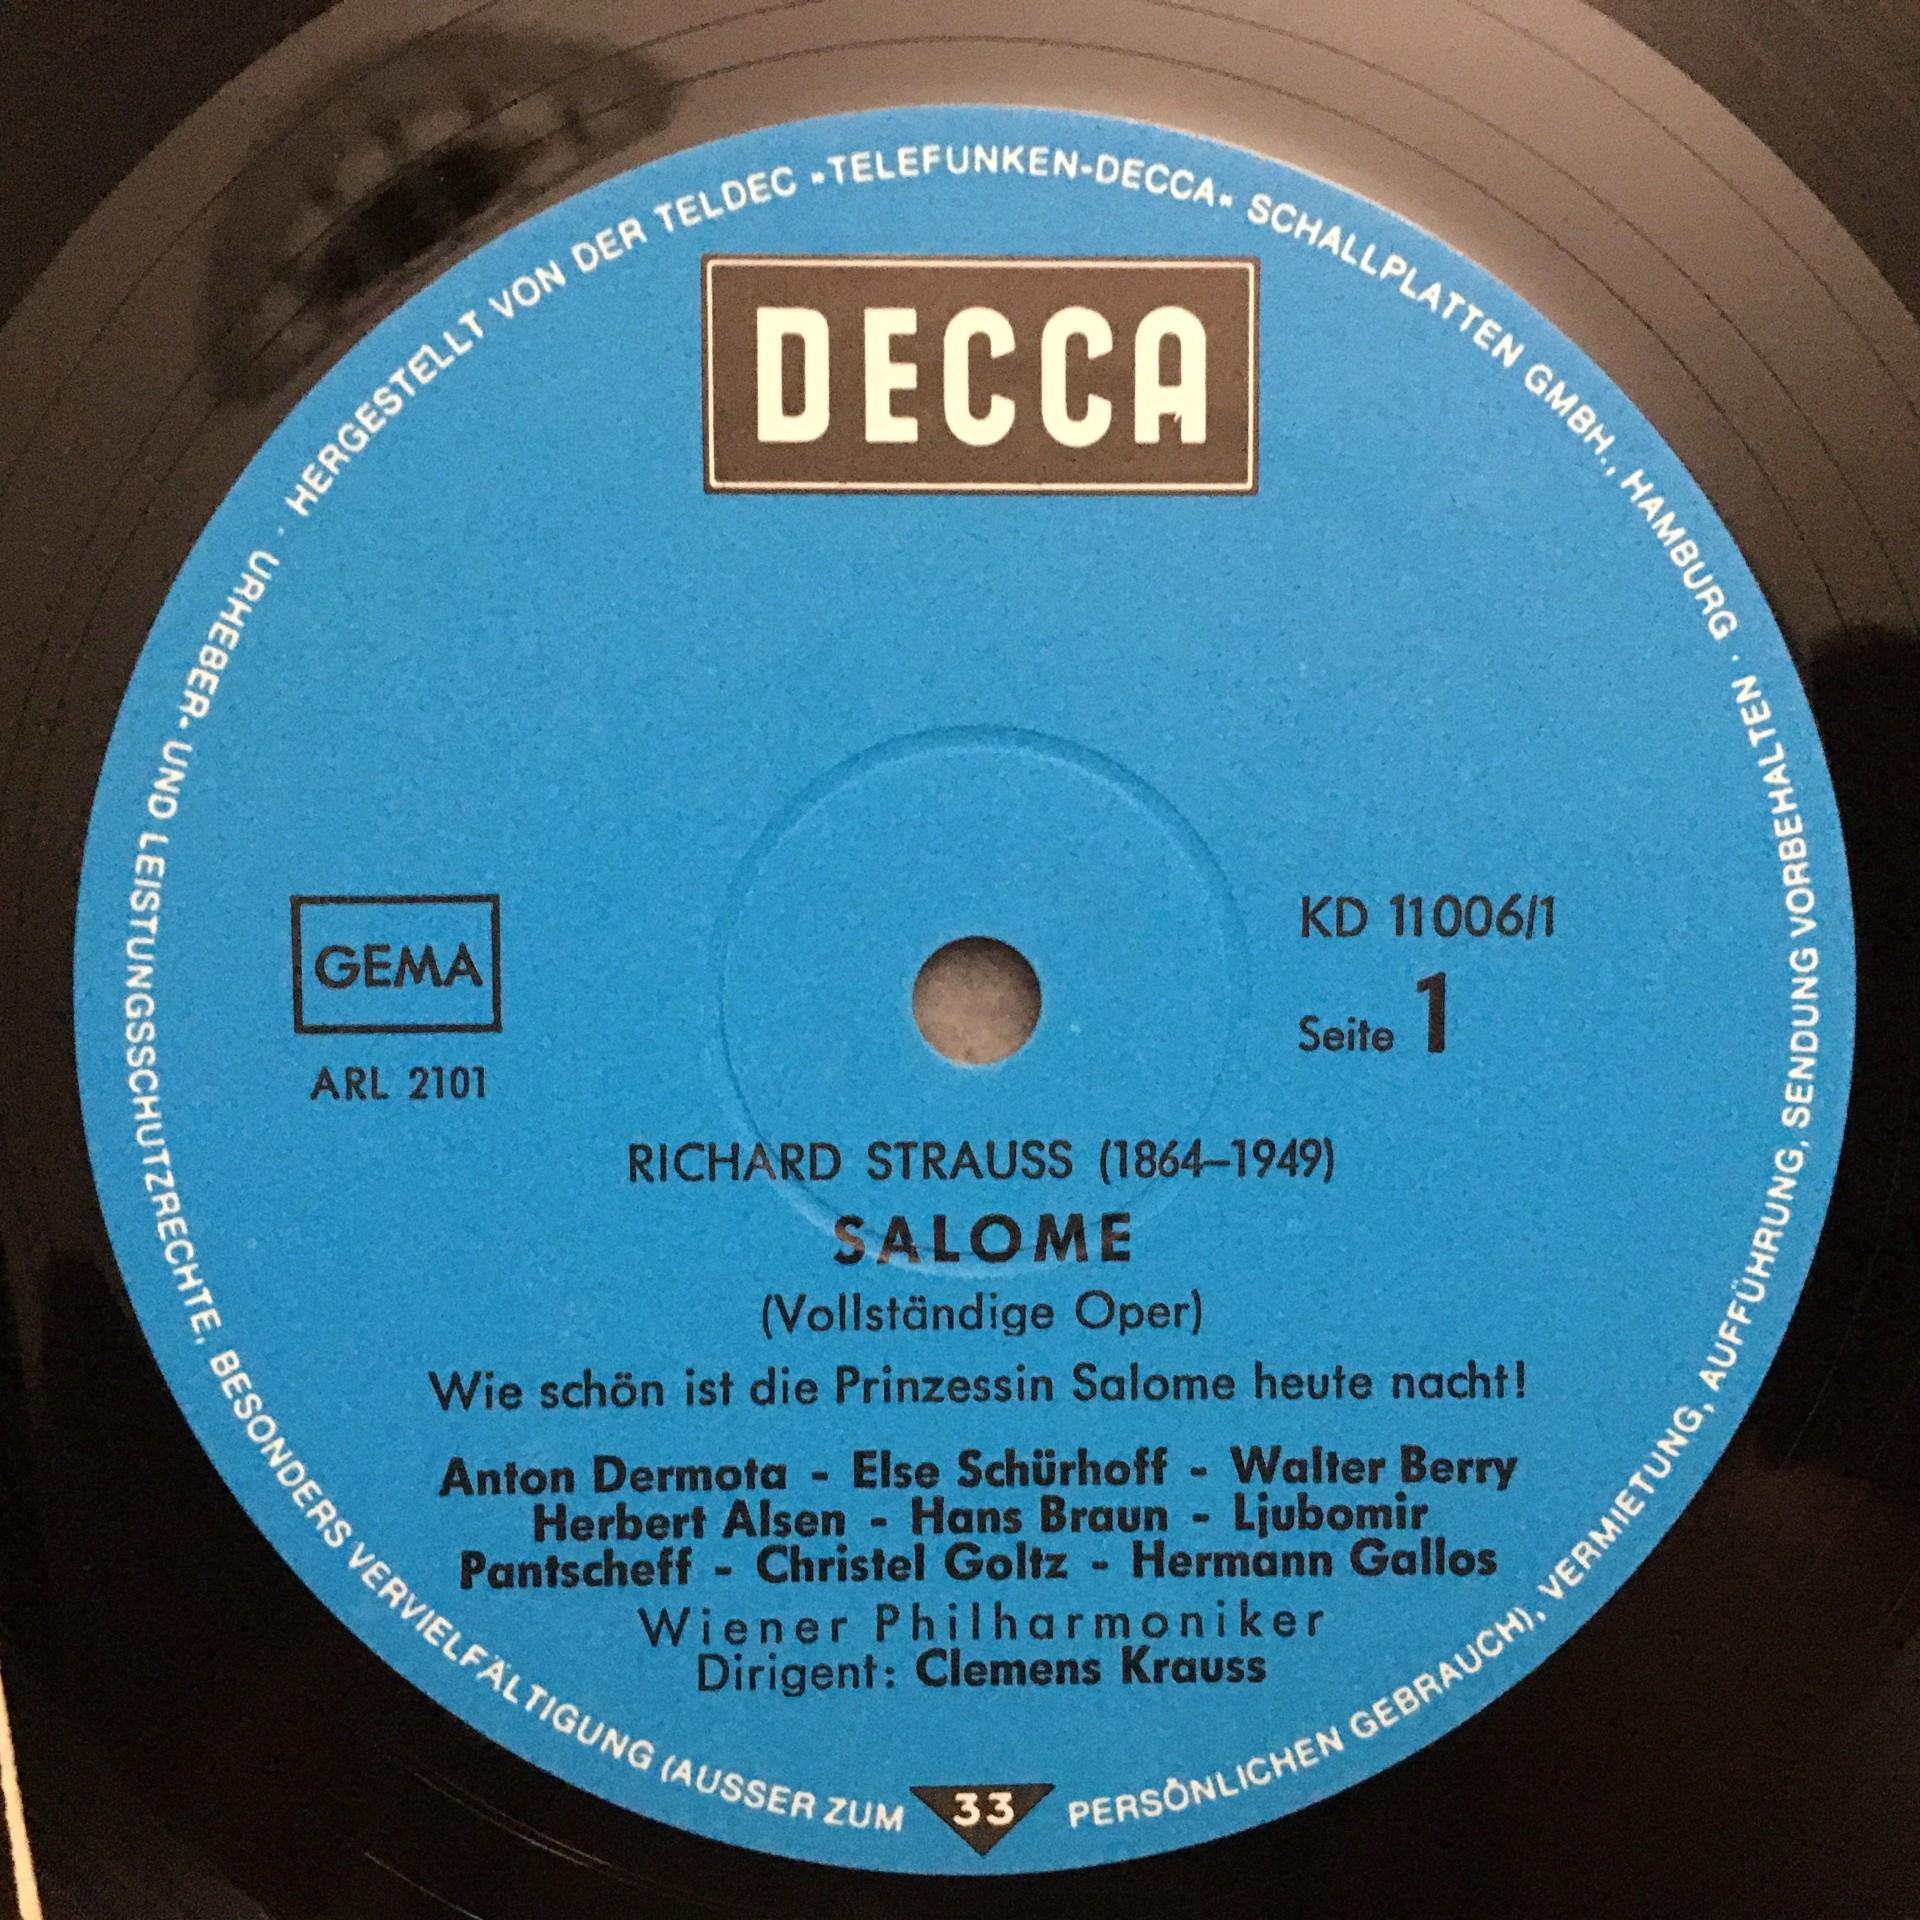 HERGESTELLT VON DER TELDEC »TELEFUNKEN-DECCA« SCHALLPLATTEN GMBH., HAMBURG ·
DECCA
GEMA
ARL 2101
KD 11006/1
Seite 1
RICHARD STRAUSS (1864–1949)
SALOME
(Vollständige Oper)
Wie schön ist die Prinzessin Salome heute nacht!
Anton Dermota - Else Schürhoff - Walter Berry
Herbert Alsen - Hans Braun - Ljubomir
Pantscheff - Christel Goltz - Hermann Gallos
Wiener Philharmoniker
Dirigent: Clemens Krauss
URHEBER- UND LEISTUNGSSCHUTZRECHTE, BESONDERS VERVIELFÄLTIGUNG (AUSSER ZUM PERSÖNLICHEN GEBRAUCH), VERMIETUNG, AUFFÜHRUNG, SENDUNG VORBEHALTEN ·
33